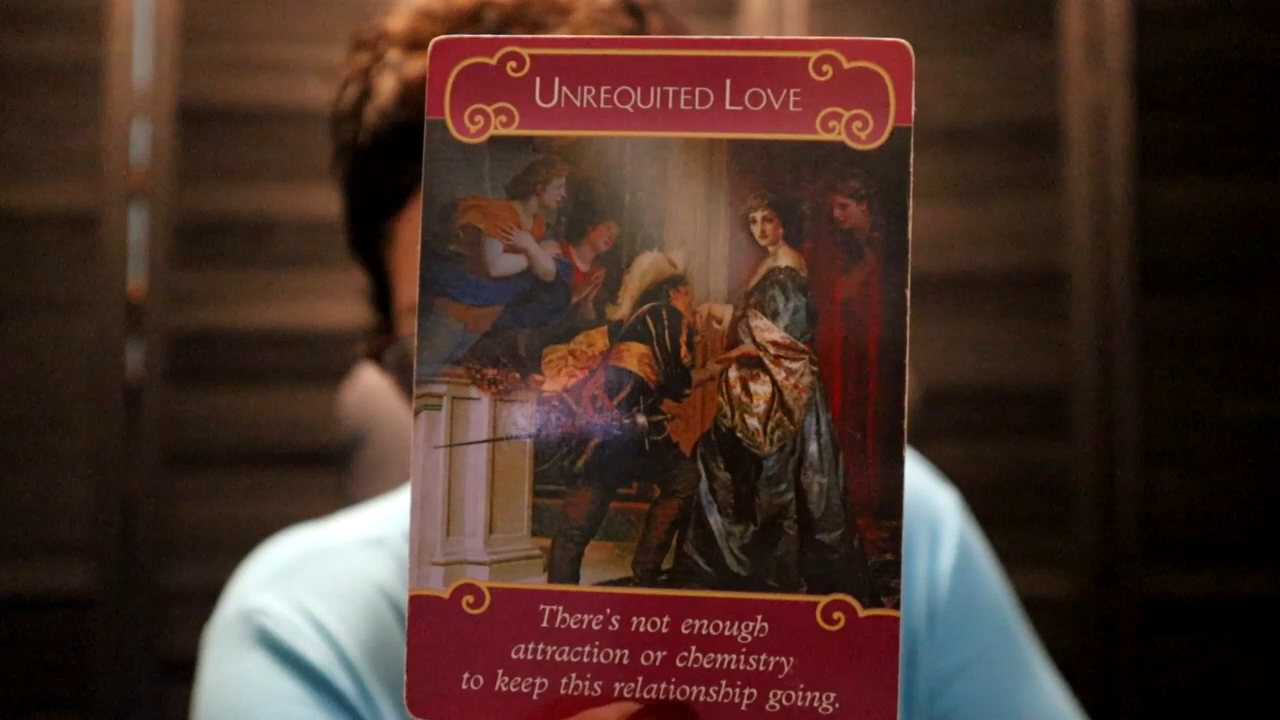 UNREQUITED LOVE
There's not enough
attraction or chemistry
to keep this relationship going.